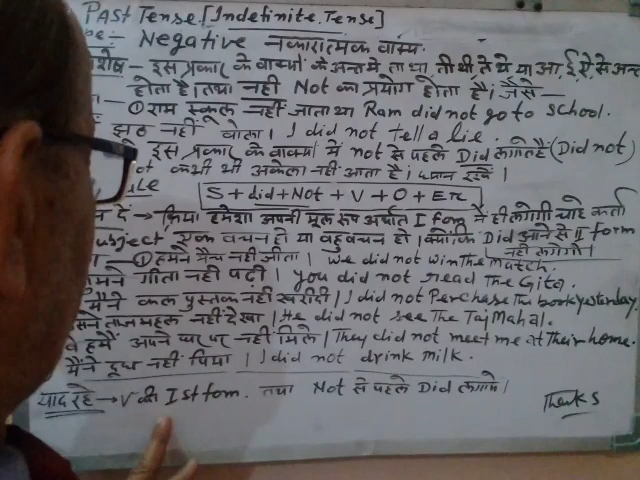 Past Tense [Indefinite Tense]
Negative नकारात्मक वाक्य
इस प्रकार के वाक्यों के अन्त में ता था, ती थी ते थे या आ, ई ऐ, से अन्त
होता है। तथा नही Not का प्रयोग होता है। जैसे —
① राम स्कूल नहीं जाता था Ram did not go to school.
झूठ नहीं बोला। I did not tell a lie.
इस प्रकार के वाक्यों में not से पहले Did लगाते हैं (Did not)
कभी भी अकेला नहीं आता है। ध्यान रखें।
S + did + Not + V + O + Etc
दें → क्रिया हमेशा अपनी मूल रूप अर्थात I form में ही लगेगी चाहे कर्ता
Subject एक वचन हो या बहुवचन हो। क्योंकि Did आने से II form
नही लगेगी।
① हमने मैच नहीं जीता। We did not win the Match.
तुमने गीता नहीं पढ़ी। You did not read the Gita.
मैंने कल पुस्तक नहीं खरीदी। I did not Perchase The book yesterday.
उसने ताजमहल नहीं देखा। He did not see The Taj Mahal.
वे हमें अपने घर पर नहीं मिले। They did not meet me at Their home.
मैंने दूध नहीं पिया। I did not drink milk.
याद रहे → V की Ist fom. तथा Not से पहले Did लगाये।
Thanks